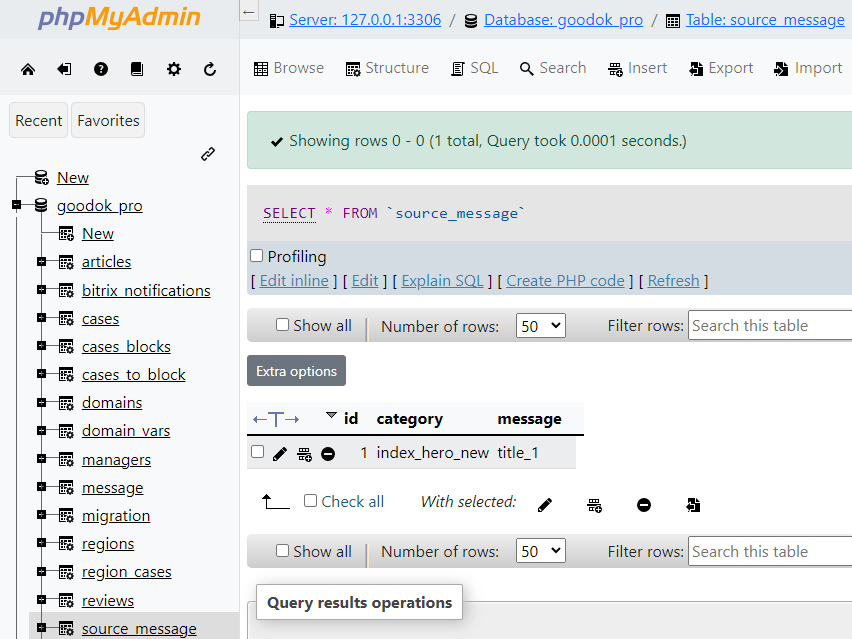 phpMyAdmin
Recent Favorites
New
goodok_pro
New
articles
bitrix_notifications
cases
cases_blocks
cases_to_block
domains
domain_vars
managers
message
migration
regions
region_cases
reviews
source_message
Server: 127.0.0.1:3306 / Database: goodok_pro / Table: source_message
Browse Structure SQL Search Insert Export Import
Showing rows 0 - 0 (1 total, Query took 0.0001 seconds.)
SELECT * FROM `source_message`
Profiling
[ Edit inline ] [ Edit ] [ Explain SQL ] [ Create PHP code ] [ Refresh ]
Show all Number of rows: 50 Filter rows: Search this table
Extra options
←T→ id category message
1 index_hero_new title_1
Check all With selected:
Show all Number of rows: 50 Filter rows: Search this table
Query results operations